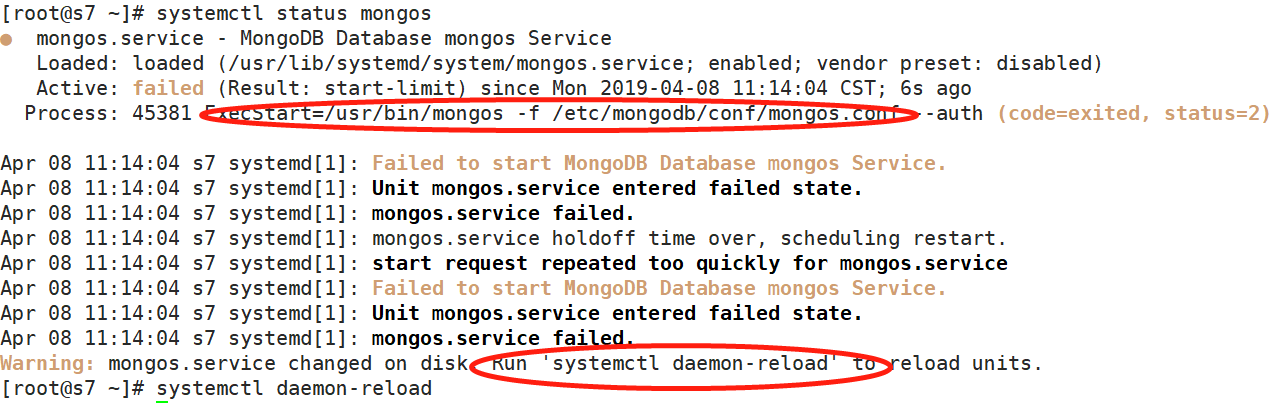 [root@s7 ~]# systemctl status mongos
● mongos.service - MongoDB Database mongos Service
Loaded: loaded (/usr/lib/systemd/system/mongos.service; enabled; vendor preset: disabled)
Active: failed (Result: start-limit) since Mon 2019-04-08 11:14:04 CST; 6s ago
Process: 45381 ExecStart=/usr/bin/mongos -f /etc/mongodb/conf/mongos.conf --auth (code=exited, status=2)
Apr 08 11:14:04 s7 systemd[1]: Failed to start MongoDB Database mongos Service.
Apr 08 11:14:04 s7 systemd[1]: Unit mongos.service entered failed state.
Apr 08 11:14:04 s7 systemd[1]: mongos.service failed.
Apr 08 11:14:04 s7 systemd[1]: mongos.service holdoff time over, scheduling restart.
Apr 08 11:14:04 s7 systemd[1]: start request repeated too quickly for mongos.service
Apr 08 11:14:04 s7 systemd[1]: Failed to start MongoDB Database mongos Service.
Apr 08 11:14:04 s7 systemd[1]: Unit mongos.service entered failed state.
Apr 08 11:14:04 s7 systemd[1]: mongos.service failed.
Warning: mongos.service changed on disk. Run 'systemctl daemon-reload' to reload units.
[root@s7 ~]# systemctl daemon-reload